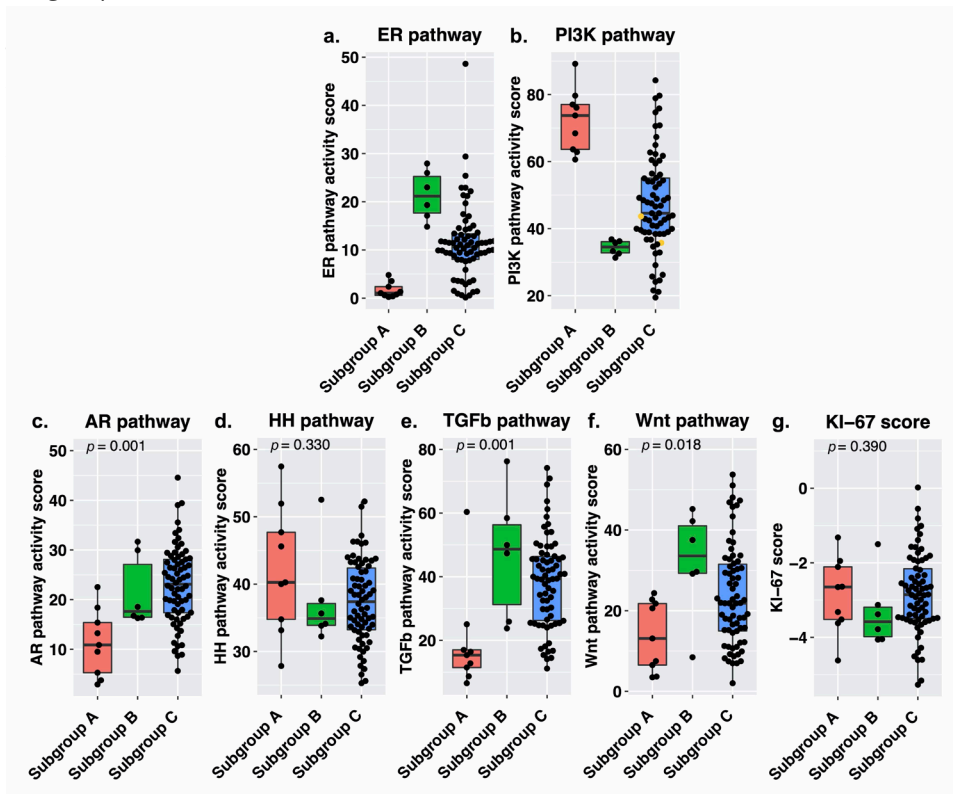 a. ER pathway
b. PI3K pathway
ER pathway activity score
50
40
30
20
10
0
Subgroup A
Subgroup B
Subgroup C
PI3K pathway activity score
80
60
40
20
Subgroup A
Subgroup B
Subgroup C
c. AR pathway
p = 0.001
AR pathway activity score
50
40
30
20
10
Subgroup A
Subgroup B
Subgroup C
d. HH pathway
p = 0.330
HH pathway activity score
60
50
40
30
Subgroup A
Subgroup B
Subgroup C
e. TGFb pathway
p = 0.001
TGFb pathway activity score
80
60
40
20
Subgroup A
Subgroup B
Subgroup C
f. Wnt pathway
p = 0.018
Wnt pathway activity score
60
40
20
0
Subgroup A
Subgroup B
Subgroup C
g. KI–67 score
p = 0.390
KI–67 score
0
−2
−4
Subgroup A
Subgroup B
Subgroup C